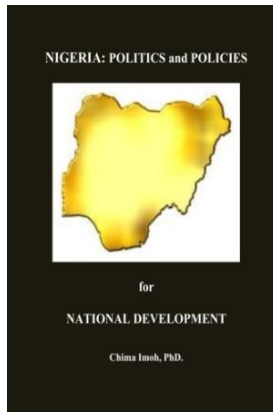 NIGERIA: POLITICS and POLICIES
for
NATIONAL DEVELOPMENT
Chima Imoh, PhD.